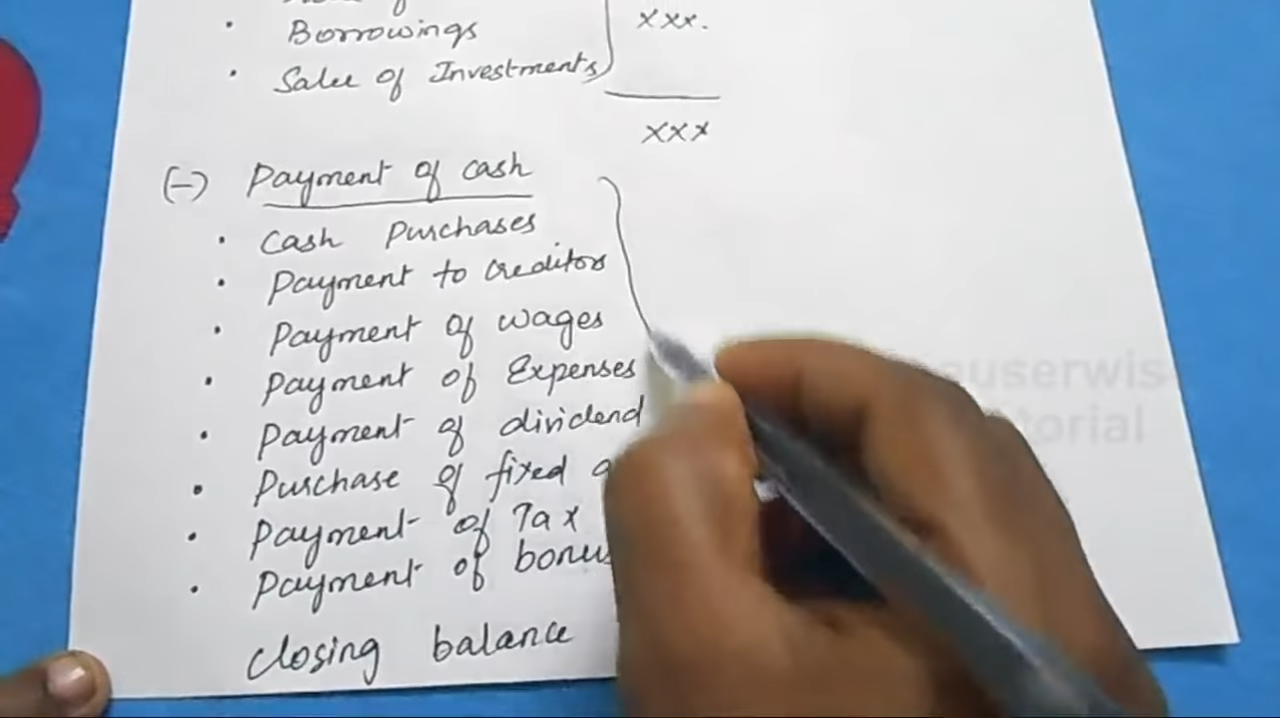 • Borrowings
xxx.
• Sale of Investments
xxx
(-) Payment of cash
• Cash Purchases
• Payment to creditors
• Payment of wages
• Payment of Expenses
• Payment of dividend
• Purchase of fixed
• Payment of Tax
• Payment of bonus
closing balance